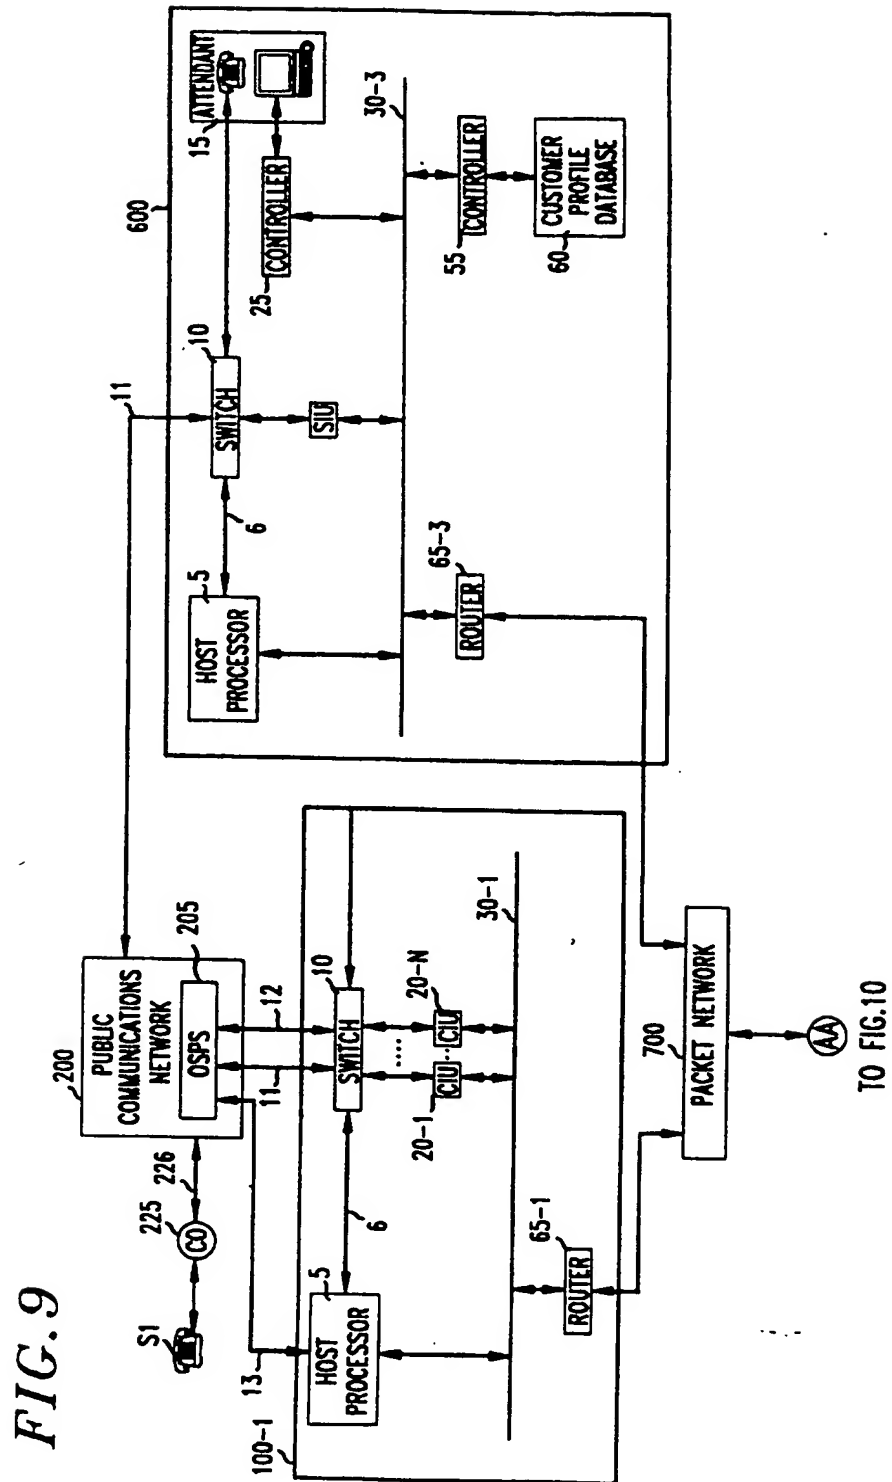 FIG. 9
S1
225
CO
226
200
PUBLIC
COMMUNICATIONS
NETWORK
205
OSPS
11
12
13
11
100-1
5
HOST
PROCESSOR
6
10
SWITCH
20-1
CIU
....
..
20-N
CIU
30-1
65-1
ROUTER
600
5
HOST
PROCESSOR
6
10
SWITCH
SIU
15
ATTENDANT
25
CONTROLLER
30-3
55
CONTROLLER
60
CUSTOMER
PROFILE
DATABASE
65-3
ROUTER
700
PACKET NETWORK
AA
TO FIG.10